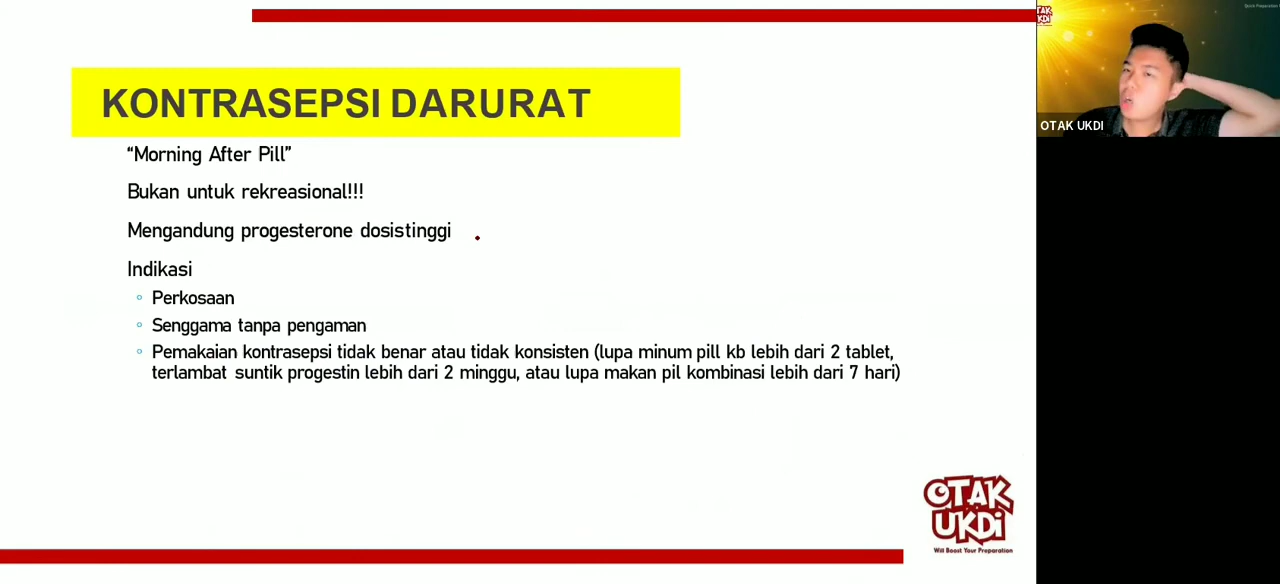 KONTRASEPSI DARURAT
“Morning After Pill”
Bukan untuk rekreasional!!!
Mengandung progesterone dosistinggi
Indikasi
Perkosaan
Senggama tanpa pengaman
Pemakaian kontrasepsi tidak benar atau tidak konsisten (lupa minum pill kb lebih dari 2 tablet,
terlambat suntik progestin lebih dari 2 minggu, atau lupa makan pil kombinasi lebih dari 7 hari)
OTAK
UKDI
Will Boost Your Preparation
OTAK UKDI